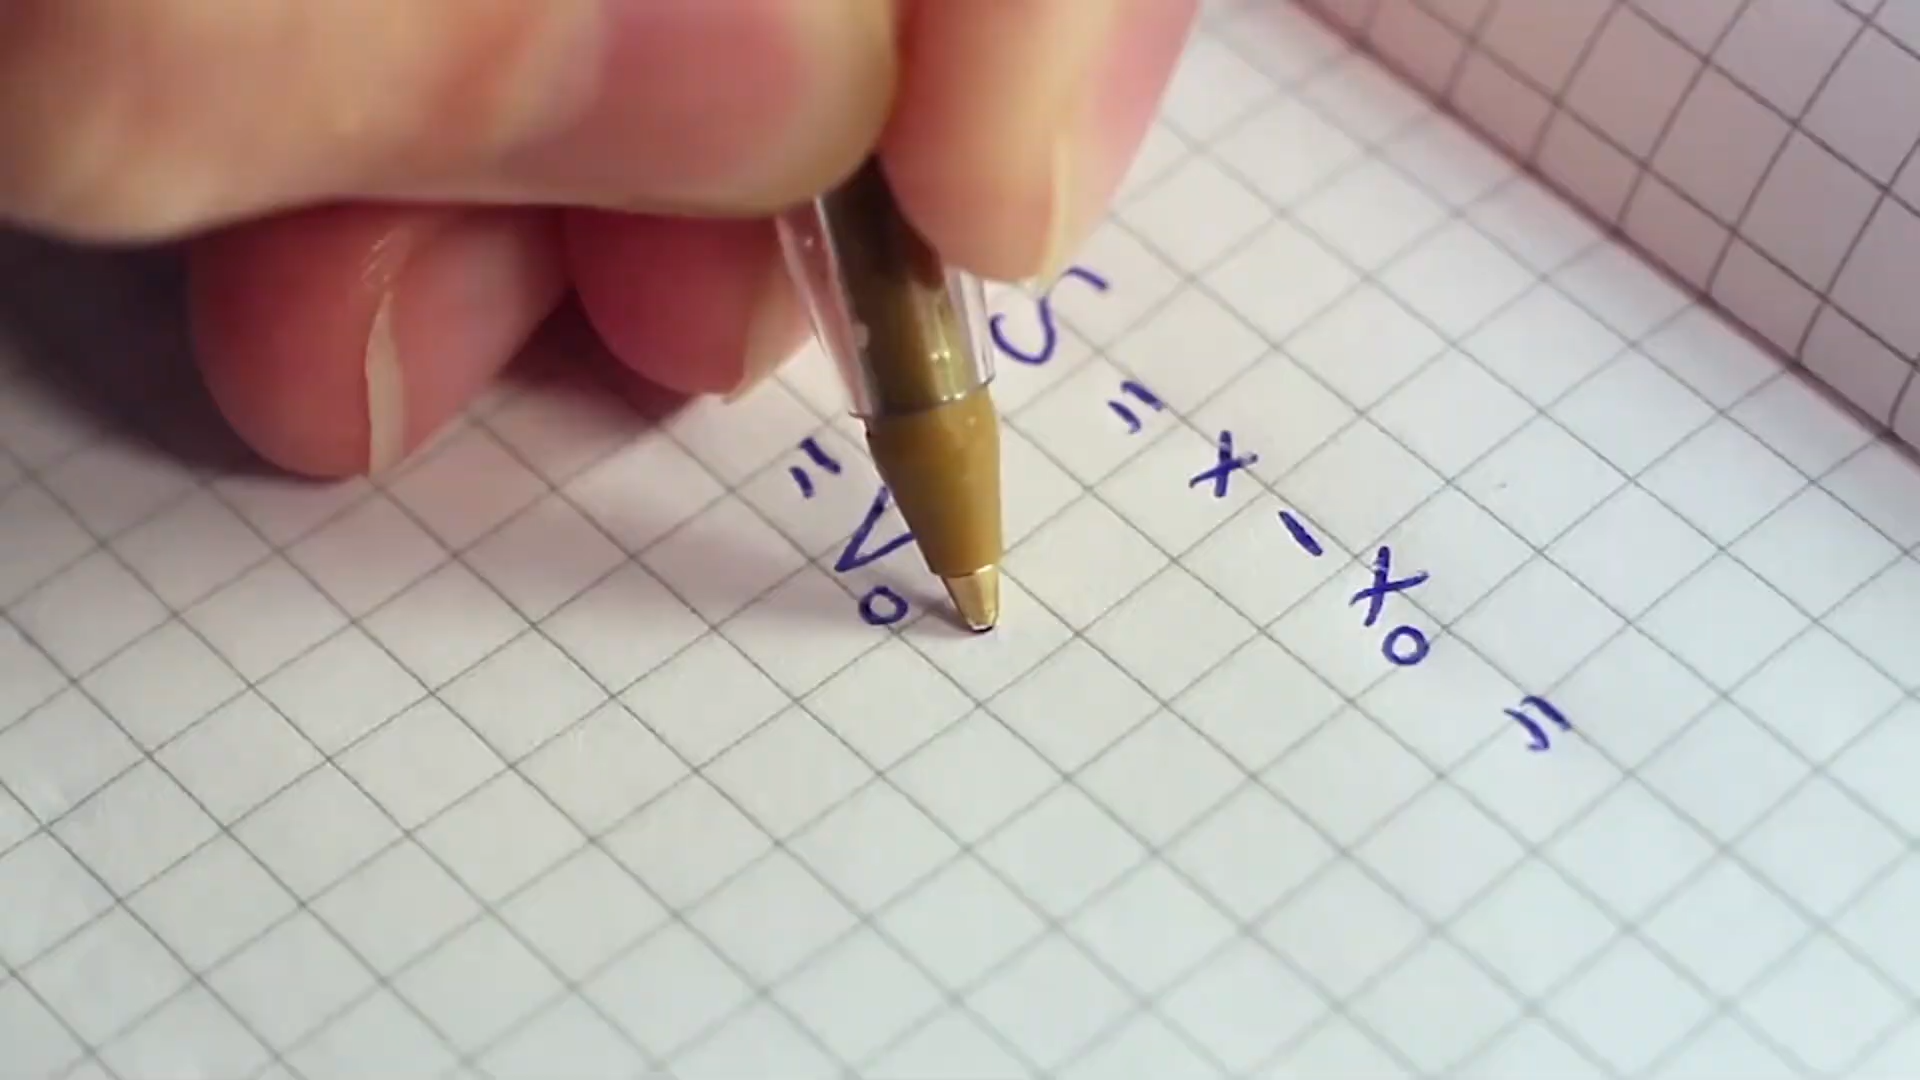 S = x - x₀ =
= V₀